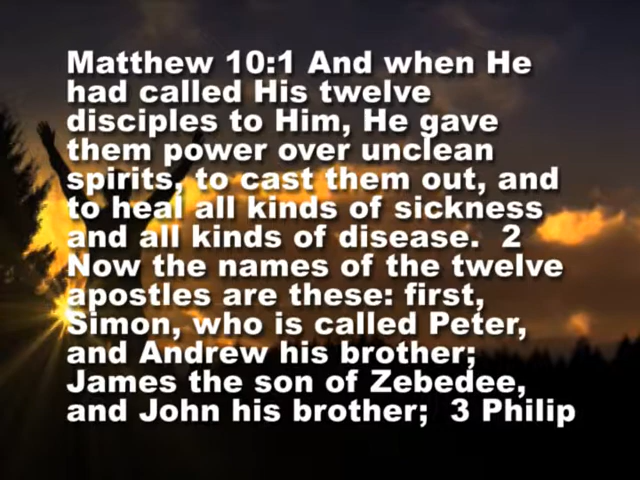 Matthew 10:1 And when He
had called His twelve
disciples to Him, He gave
them power over unclean
spirits, to cast them out, and
to heal all kinds of sickness
and all kinds of disease.  2
Now the names of the twelve
apostles are these: first,
Simon, who is called Peter,
and Andrew his brother;
James the son of Zebedee,
and John his brother;  3 Philip